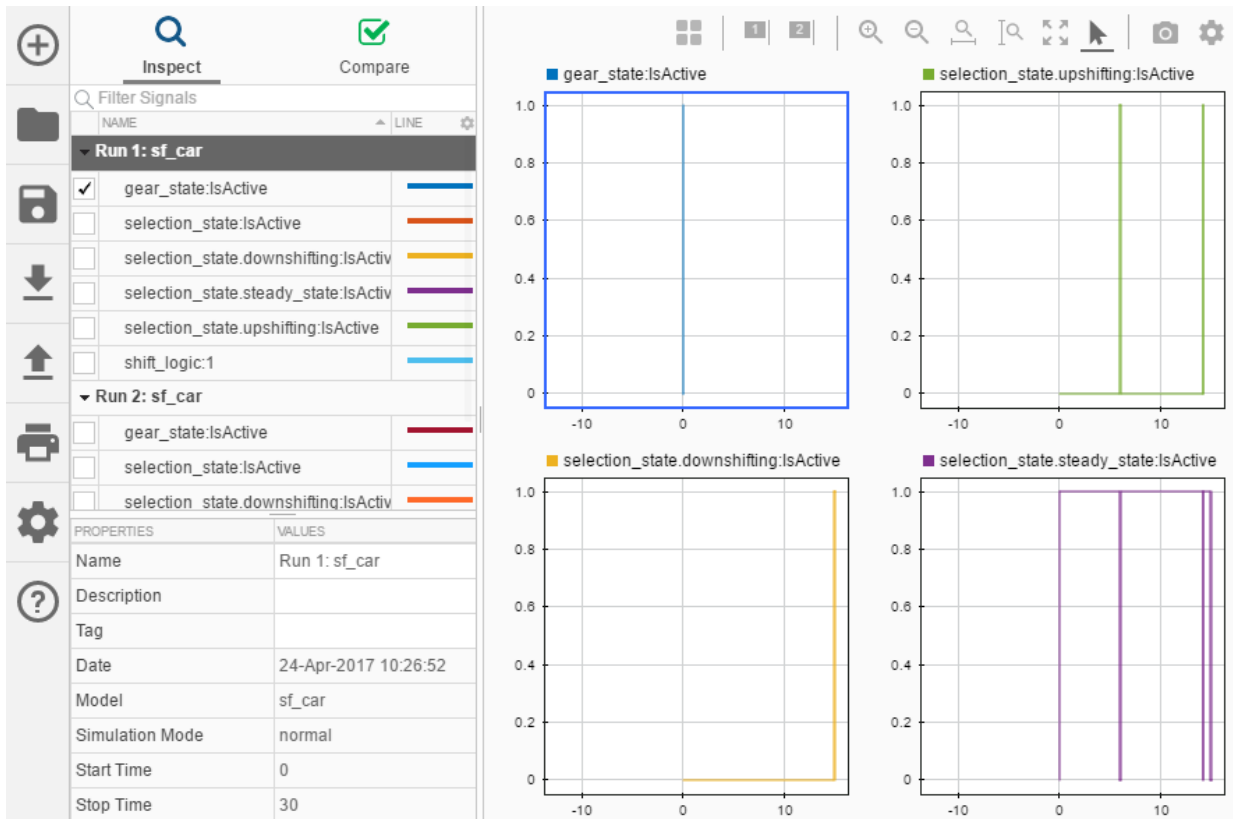 Inspect
Compare
Filter Signals
NAME LINE
Run 1: sf_car
gear_state:IsActive
selection_state:IsActive
selection_state.downshifting:IsActiv
selection_state.steady_state:IsActiv
selection_state.upshifting:IsActive
shift_logic:1
Run 2: sf_car
gear_state:IsActive
selection_state:IsActive
selection_state.downshifting:IsActiv
PROPERTIES VALUES
Name Run 1: sf_car
Description
Tag
Date 24-Apr-2017 10:26:52
Model sf_car
Simulation Mode normal
Start Time 0
Stop Time 30
1 2
gear_state:IsActive
1.0
0.8
0.6
0.4
0.2
0
-10 0 10
selection_state.upshifting:IsActive
1.0
0.8
0.6
0.4
0.2
0
-10 0 10
selection_state.downshifting:IsActive
1.0
0.8
0.6
0.4
0.2
0
-10 0 10
selection_state.steady_state:IsActive
1.0
0.8
0.6
0.4
0.2
0
-10 0 10